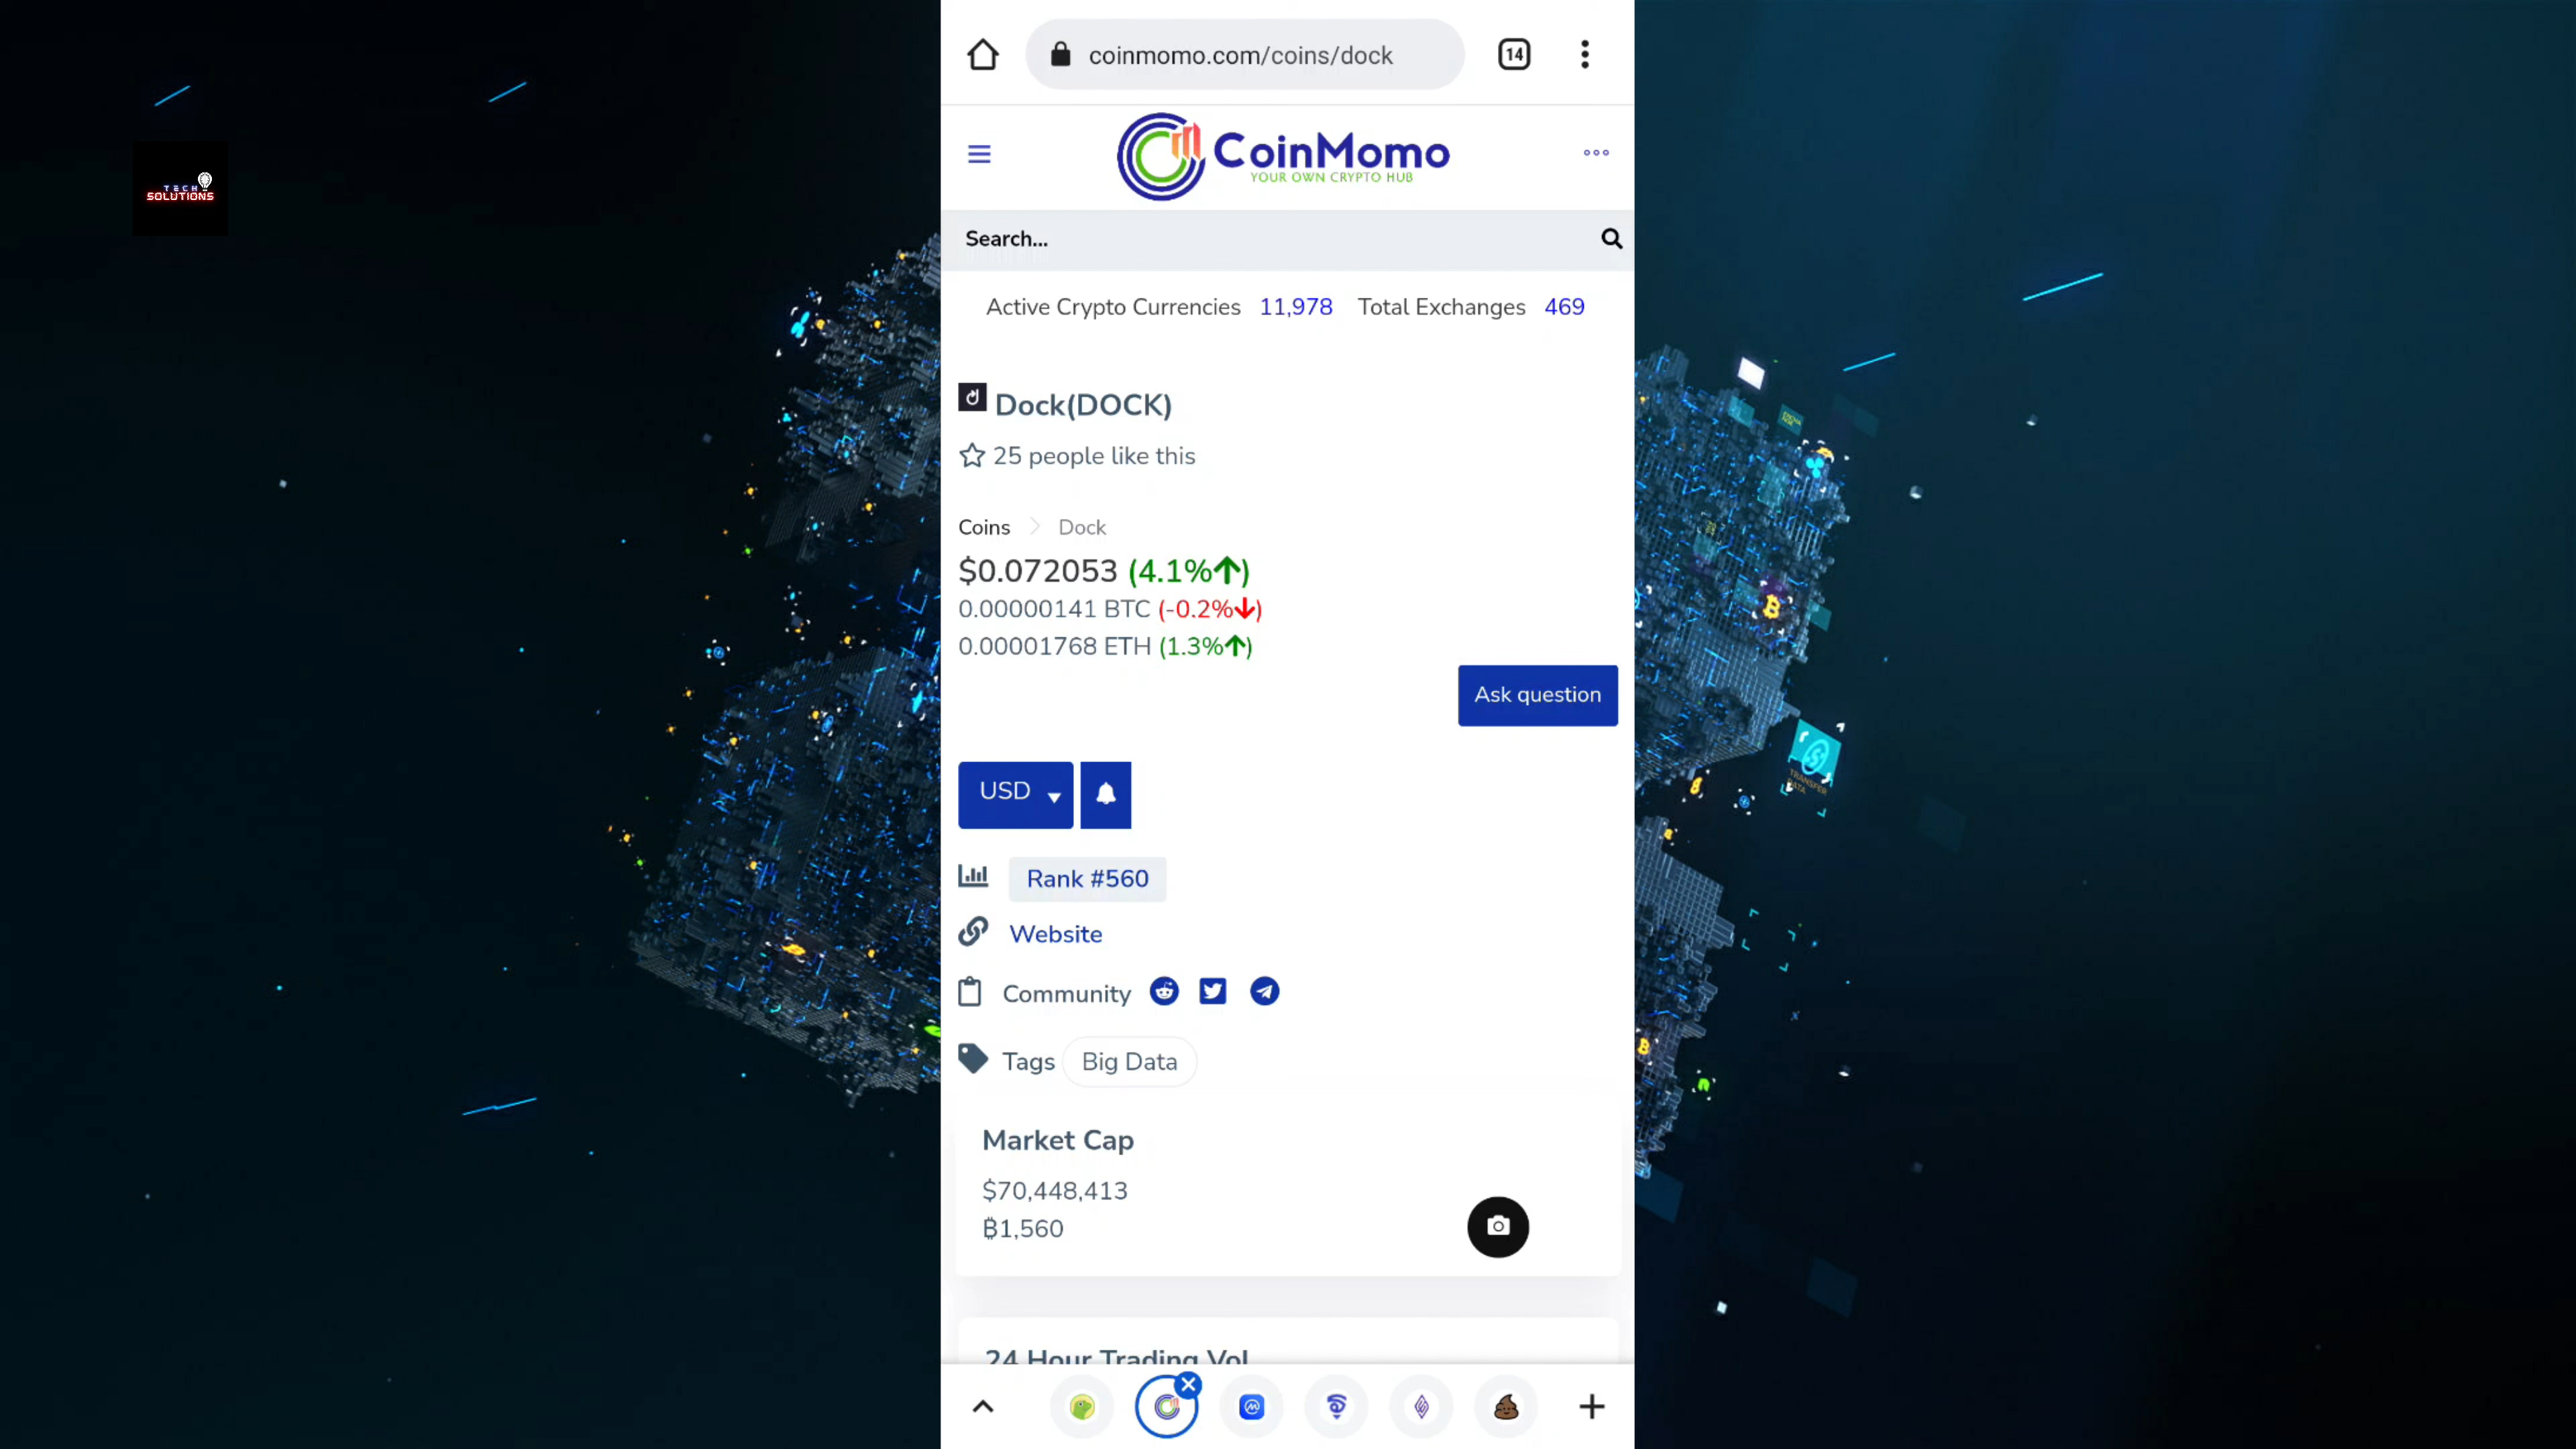 coinmomo.com/coins/dock
14
TECH
SOLUTIONS
CoinMomo
YOUR OWN CRYPTO HUB
Search...
Active Crypto Currencies 11,978 Total Exchanges 469
Dock(DOCK)
25 people like this
Coins Dock
$0.072053 (4.1%↑)
0.00000141 BTC (-0.2%↓)
0.00001768 ETH (1.3%↑)
Ask question
USD
Rank #560
Website
Community
Tags Big Data
Market Cap
$70,448,413
₿1,560
24 Hour Trading Vol
TRANSFER
DATA